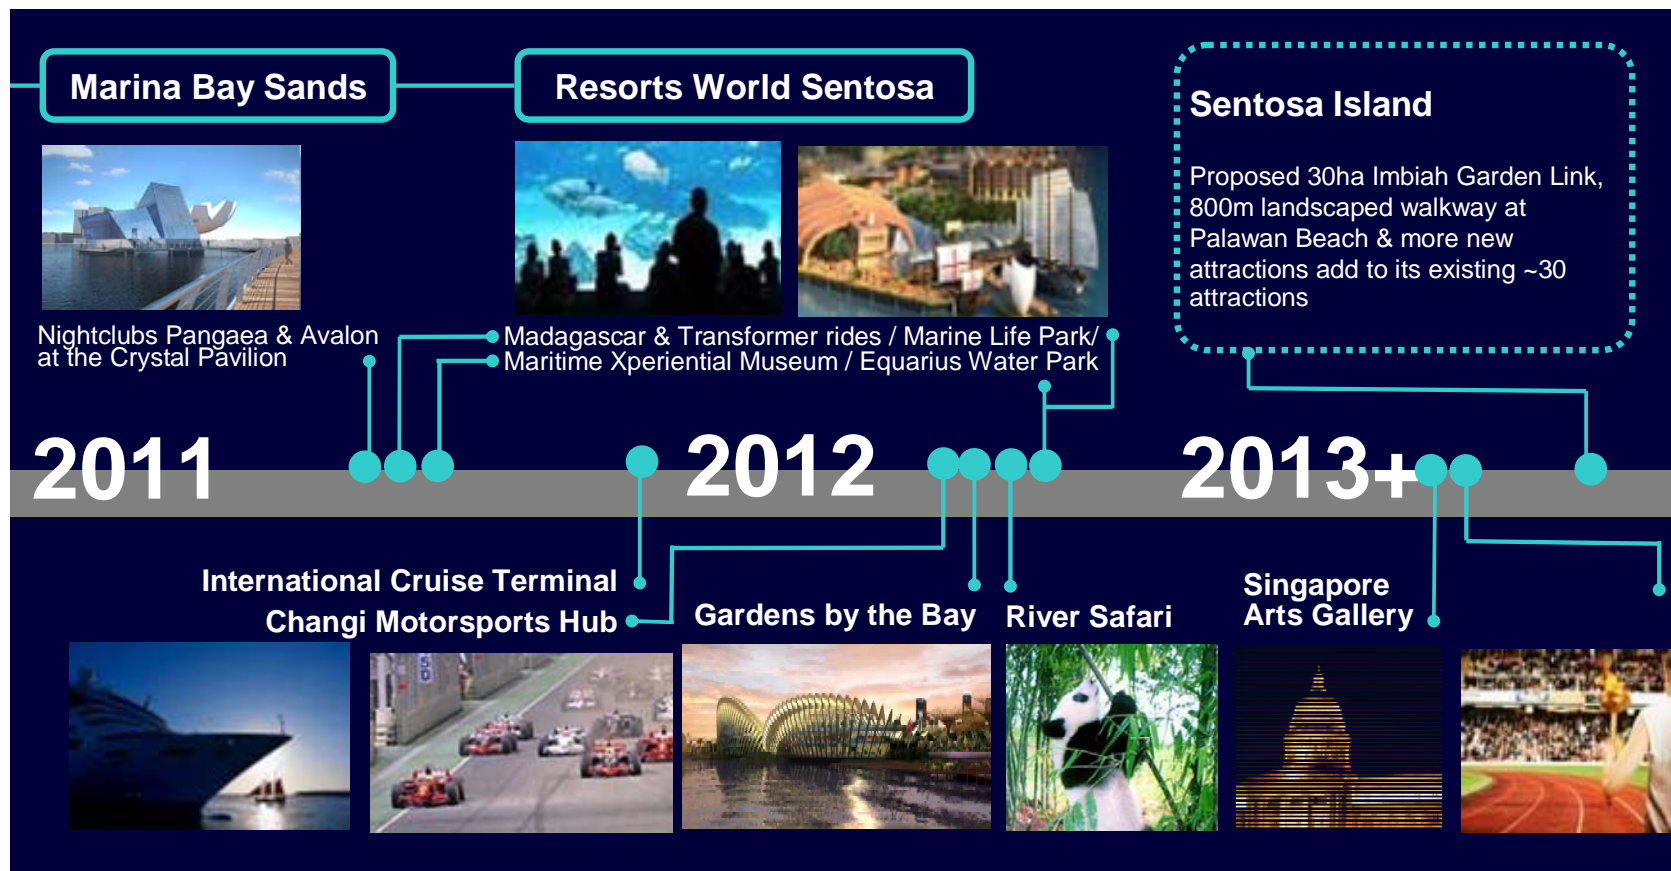 Marina Bay Sands
Resorts World Sentosa
Sentosa Island
Proposed 30ha Imbiah Garden Link,
800m landscaped walkway at
Palawan Beach & more new
attractions add to its existing ~30
attractions
Nightclubs Pangaea & Avalon
at the Crystal Pavilion
Madagascar & Transformer rides / Marine Life Park/
Maritime Xperiential Museum / Equarius Water Park
2011
2012
2013+
International Cruise Terminal
Changi Motorsports Hub
Gardens by the Bay
River Safari
Singapore
Arts Gallery